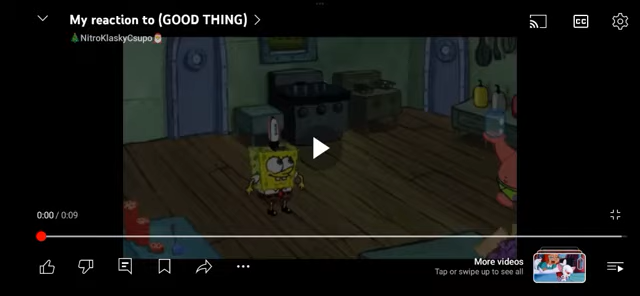 My reaction to (GOOD THING)
🎄NitroKlaskyCsupo🎅
CC
0:00 / 0:09
More videos
Tap or swipe up to see all